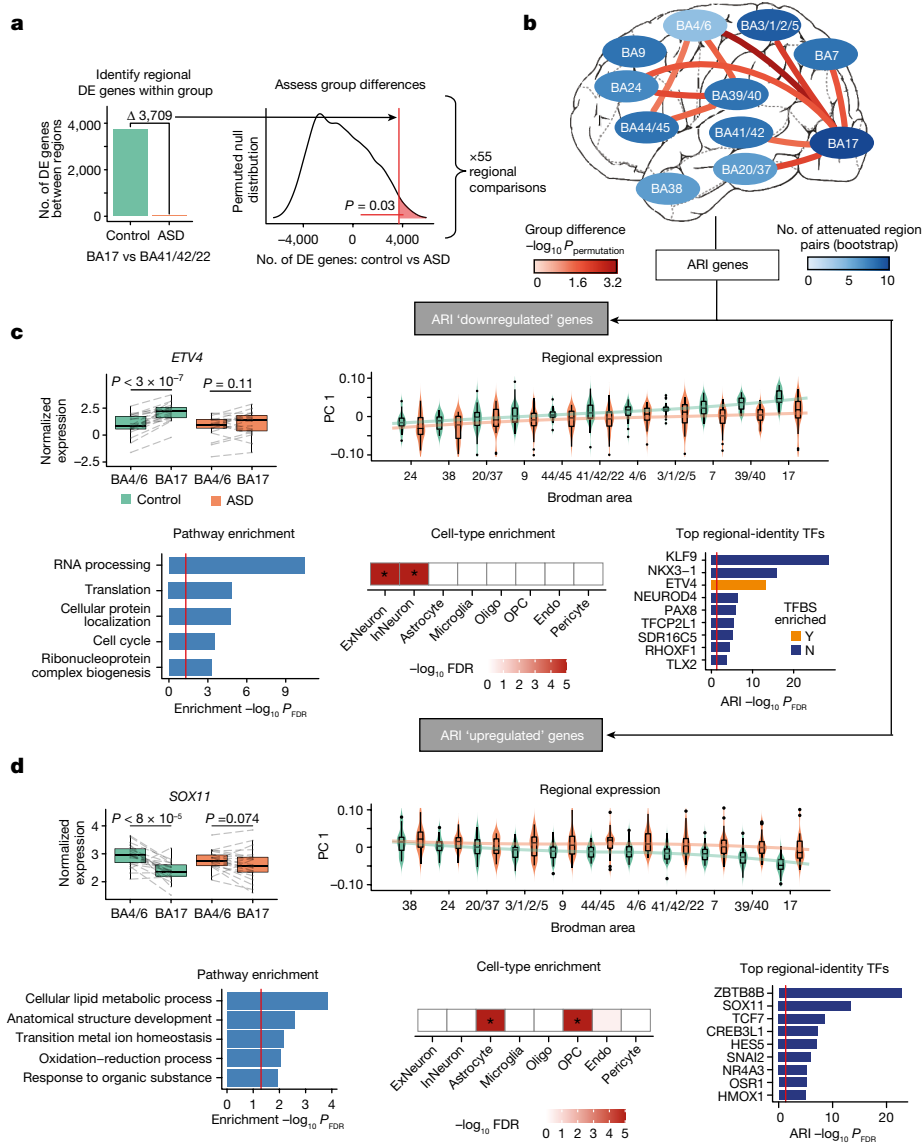 a
Identify regional
DE genes within group
Δ 3,709
No. of DE genes
between regions
4,000
2,000
0
Control ASD
BA17 vs BA41/42/22
Assess group differences
Permuted null
distribution
P = 0.03
–4,000 0 4,000
No. of DE genes: control vs ASD
×55
regional
comparisons
b
BA4/6
BA3/1/2/5
BA9
BA7
BA24
BA39/40
BA44/45
BA41/42
BA17
BA20/37
BA38
Group difference
–log10 Ppermutation
0 1.6 3.2
ARI genes
No. of attenuated region
pairs (bootstrap)
0 5 10
ARI ‘downregulated’ genes
c
ETV4
P < 3 × 10–7
P = 0.11
Normalized
expression
2.5
0
–2.5
BA4/6 BA17 BA4/6 BA17
Control ASD
Regional expression
PC 1
0.10
0
–0.10
24 38 20/37 9 44/45 41/42/22 4/6 3/1/2/5 7 39/40 17
Brodman area
Pathway enrichment
RNA processing
Translation
Cellular protein
localization
Cell cycle
Ribonucleoprotein
complex biogenesis
0 3 6 9
Enrichment –log10 PFDR
Cell-type enrichment
* *
ExNeuron InNeuron Astrocyte Microglia Oligo OPC Endo Pericyte
–log10 FDR
0 1 2 3 4 5
Top regional-identity TFs
KLF9
NKX3–1
ETV4
NEUROD4
PAX8
TFCP2L1
SDR16C5
RHOXF1
TLX2
TFBS
enriched
Y
N
0 10 20
ARI –log10 PFDR
ARI ‘upregulated’ genes
d
SOX11
P < 8 × 10–5
P =0.074
Normalized
expression
4
3
2
BA4/6 BA17 BA4/6 BA17
Regional expression
PC 1
0.10
0
–0.10
38 24 20/37 3/1/2/5 9 44/45 4/6 41/42/22 7 39/40 17
Brodman area
Pathway enrichment
Cellular lipid metabolic process
Anatomical structure development
Transition metal ion homeostasis
Oxidation–reduction process
Response to organic substance
0 1 2 3 4
Enrichment –log10 PFDR
Cell-type enrichment
* *
ExNeuron InNeuron Astrocyte Microglia Oligo OPC Endo Pericyte
–log10 FDR
0 1 2 3 4 5
Top regional-identity TFs
ZBTB8B
SOX11
TCF7
CREB3L1
HES5
SNAI2
NR4A3
OSR1
HMOX1
0 10 20
ARI –log10 PFDR